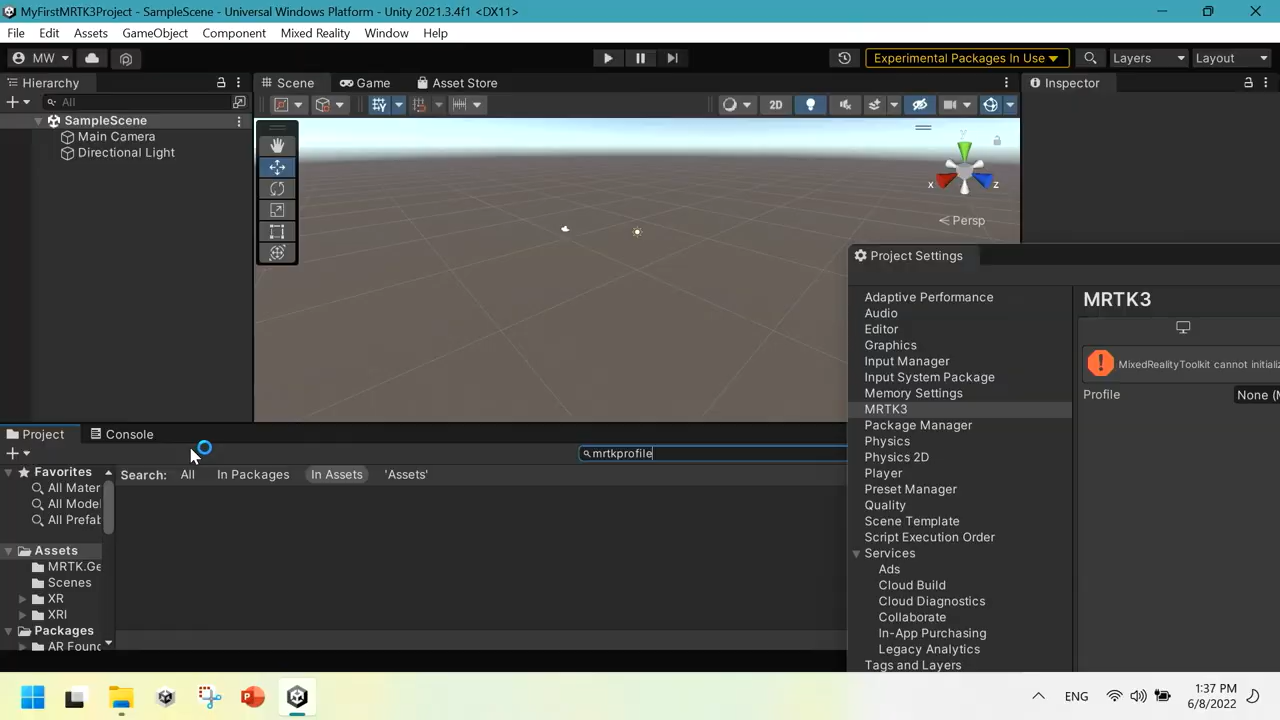 MyFirstMRTK3Project - SampleScene - Universal Windows Platform - Unity 2021.3.4f1 <DX11>
File Edit Assets GameObject Component Mixed Reality Window Help
MW Experimental Packages In Use Layers Layout
Hierarchy Scene Game Asset Store Inspector
All 2D
SampleScene
Main Camera
Directional Light
y
x z
Persp
Project Settings
Adaptive Performance
Audio
Editor
Graphics
Input Manager
Input System Package
Memory Settings
MRTK3
Package Manager
Physics
Physics 2D
Player
Preset Manager
Quality
Scene Template
Script Execution Order
Services
Ads
Cloud Build
Cloud Diagnostics
Collaborate
In-App Purchasing
Legacy Analytics
Tags and Layers
MRTK3
MixedRealityToolkit cannot initializ
Profile None (M
Project Console
mrtkprofile
Search: All In Packages In Assets 'Assets'
Favorites
All Mater
All Model
All Prefab
Assets
MRTK.Ge
Scenes
XR
XRI
Packages
AR Found
ENG 1:37 PM
6/8/2022